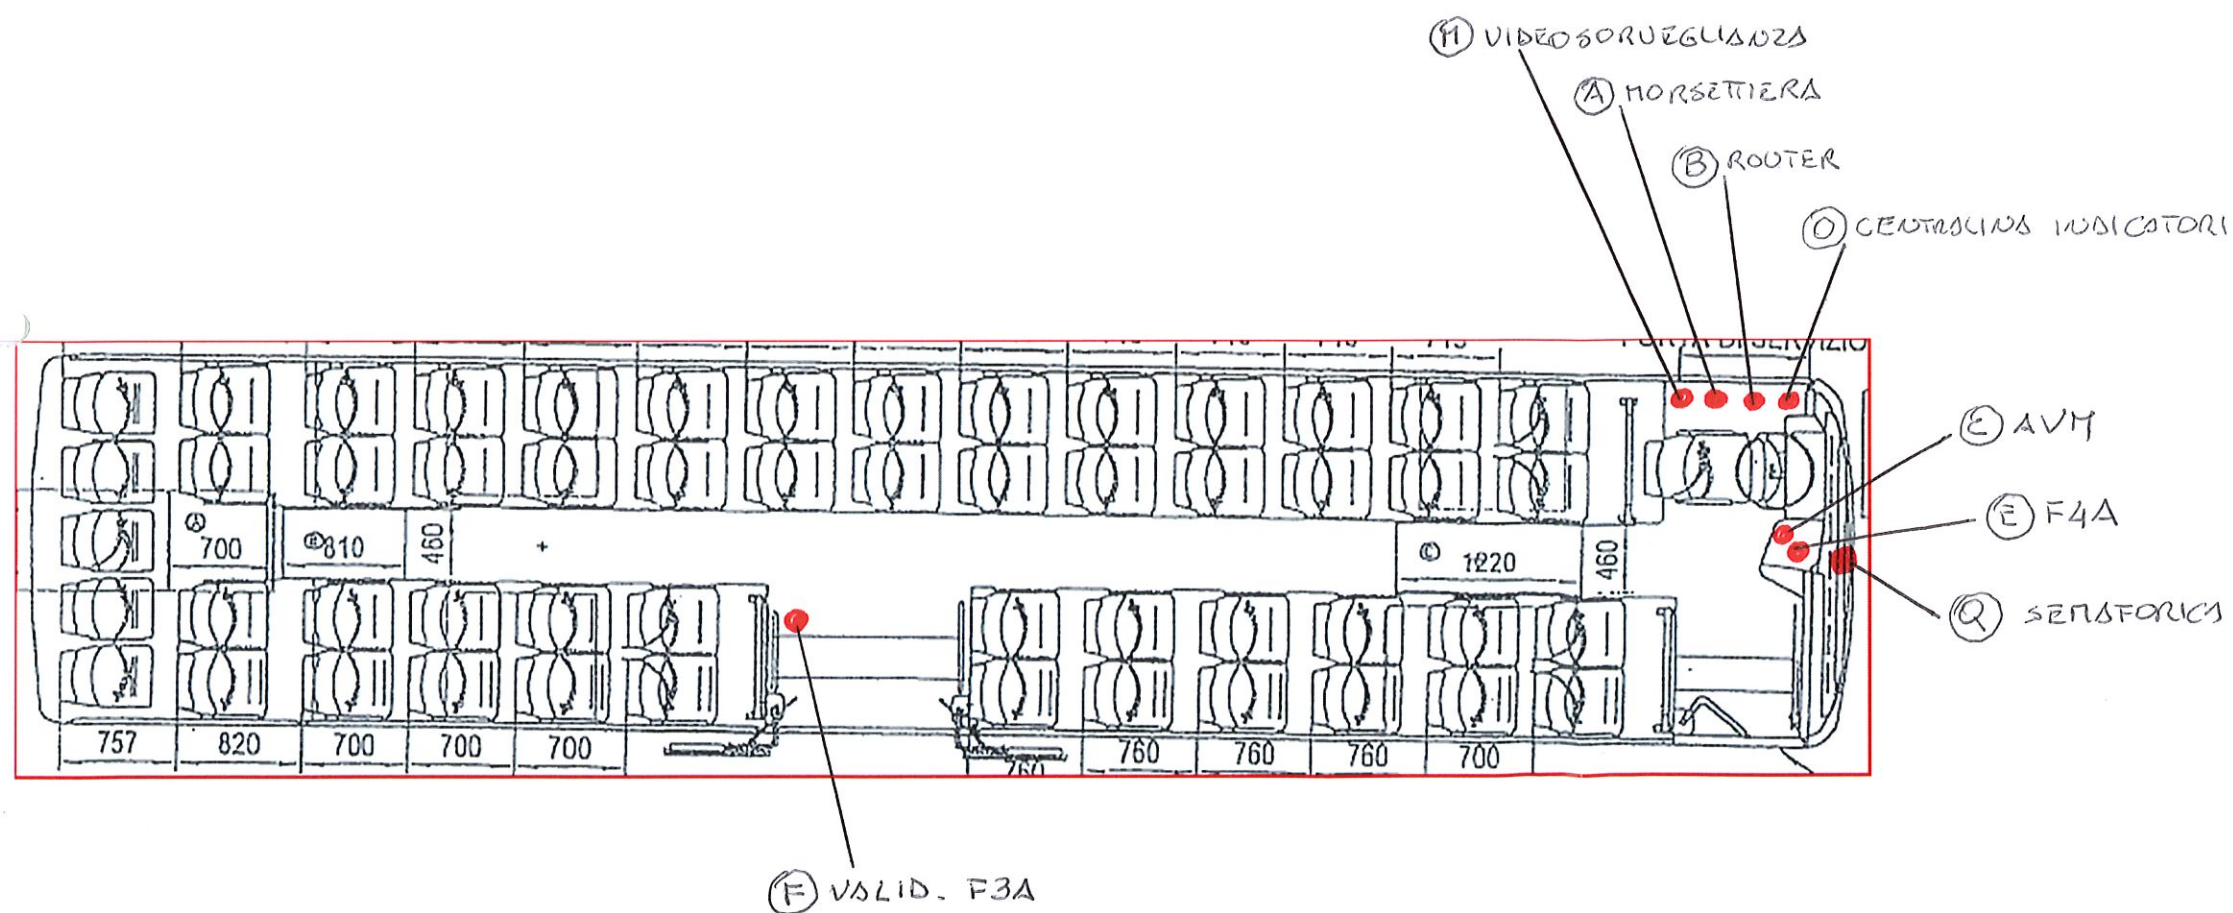 Ⓜ VIDEOSORVEGLIANZA
Ⓐ MORSETTIERA
Ⓑ ROUTER
Ⓞ CENTRALINA INDICATORI
Ⓔ AVM
Ⓔ F4A
Ⓠ SEMAFORICA
Ⓐ 700
810
460
Ⓒ 1220
460
757
820
700
700
700
760
760
760
760
700
Ⓕ VALID. F3A